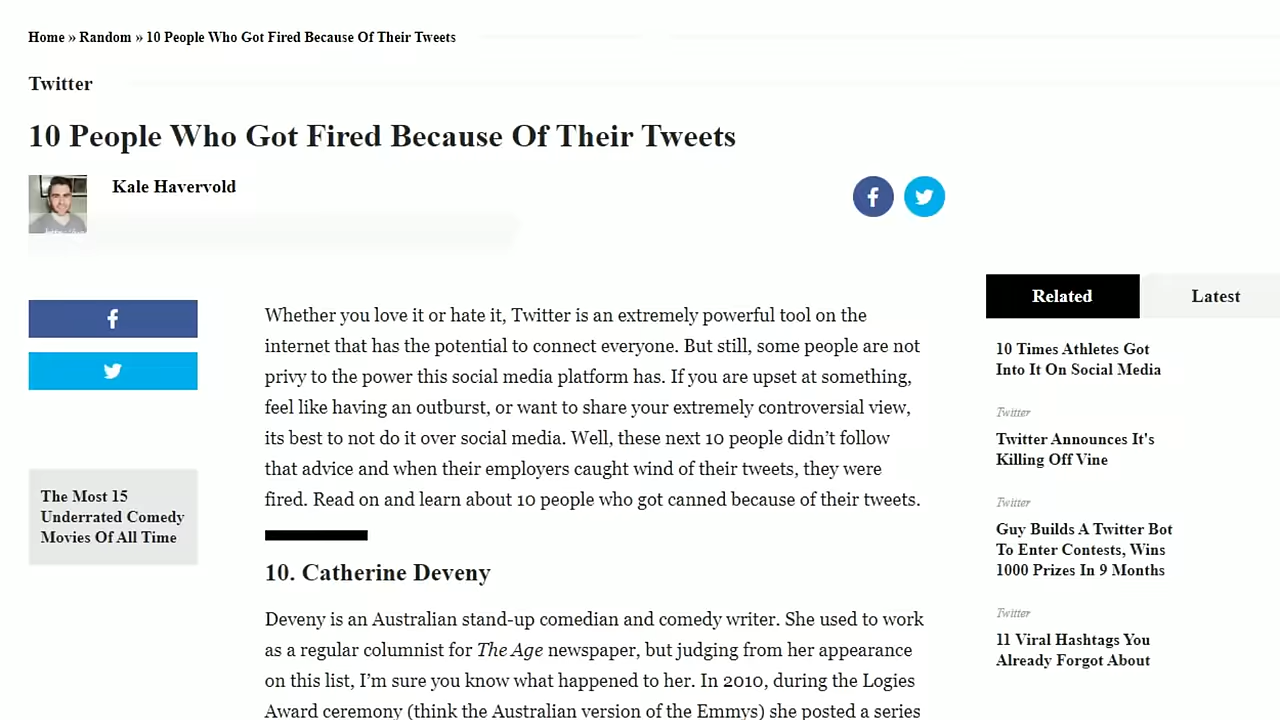 Home » Random » 10 People Who Got Fired Because Of Their Tweets
Twitter
10 People Who Got Fired Because Of Their Tweets
Kale Havervold
Whether you love it or hate it, Twitter is an extremely powerful tool on the
internet that has the potential to connect everyone. But still, some people are not
privy to the power this social media platform has. If you are upset at something,
feel like having an outburst, or want to share your extremely controversial view,
its best to not do it over social media. Well, these next 10 people didn't follow
that advice and when their employers caught wind of their tweets, they were
fired. Read on and learn about 10 people who got canned because of their tweets.
10. Catherine Deveny
Deveny is an Australian stand-up comedian and comedy writer. She used to work
as a regular columnist for The Age newspaper, but judging from her appearance
on this list, I'm sure you know what happened to her. In 2010, during the Logies
Award ceremony (think the Australian version of the Emmys) she posted a series
The Most 15
Underrated Comedy
Movies Of All Time
Related
Latest
10 Times Athletes Got
Into It On Social Media
Twitter
Twitter Announces It's
Killing Off Vine
Twitter
Guy Builds A Twitter Bot
To Enter Contests, Wins
1000 Prizes In 9 Months
Twitter
11 Viral Hashtags You
Already Forgot About